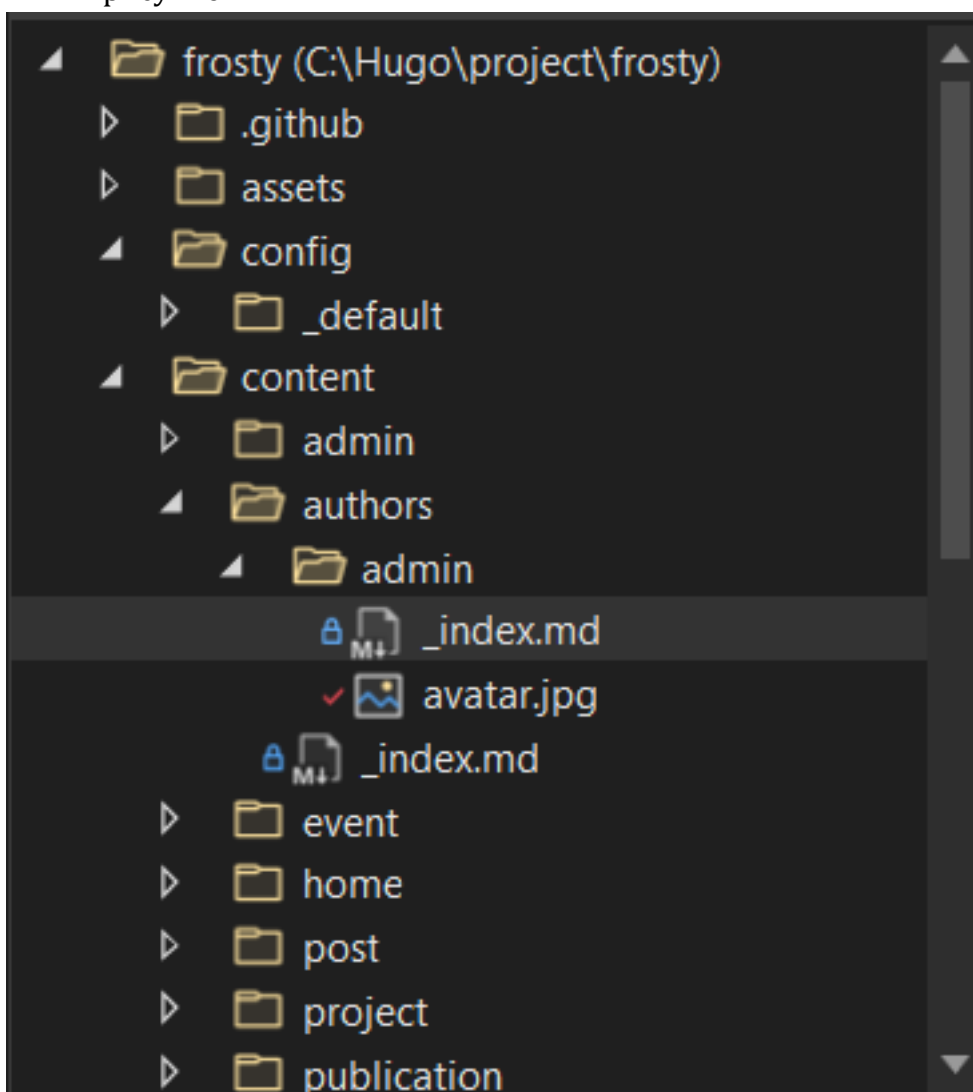 frosty (C:\Hugo\project\frosty)
.github
assets
config
_default
content
admin
authors
admin
M↓ _index.md
avatar.jpg
M↓ _index.md
event
home
post
project
publication